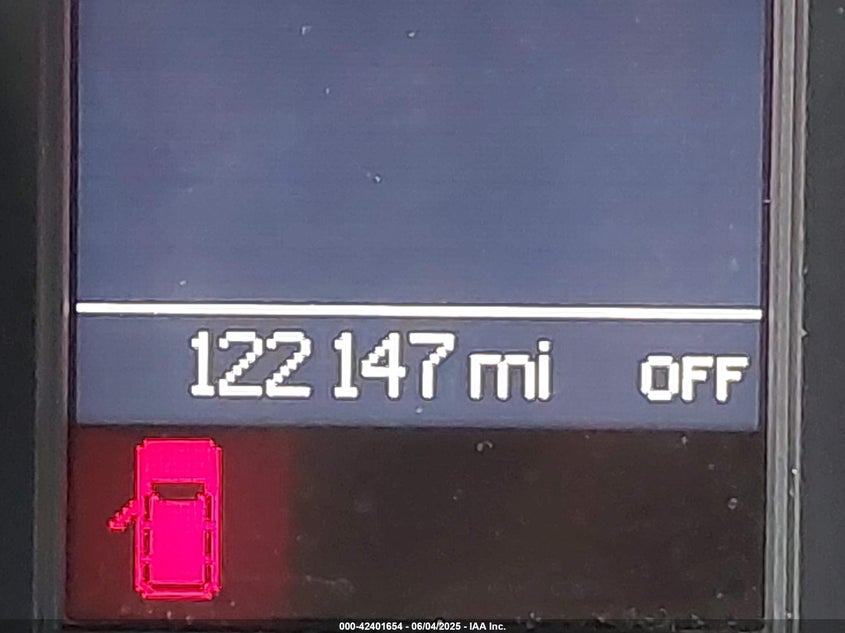 122 147 mi OFF
000-42401654 - 06/04/2025 - IAA Inc.